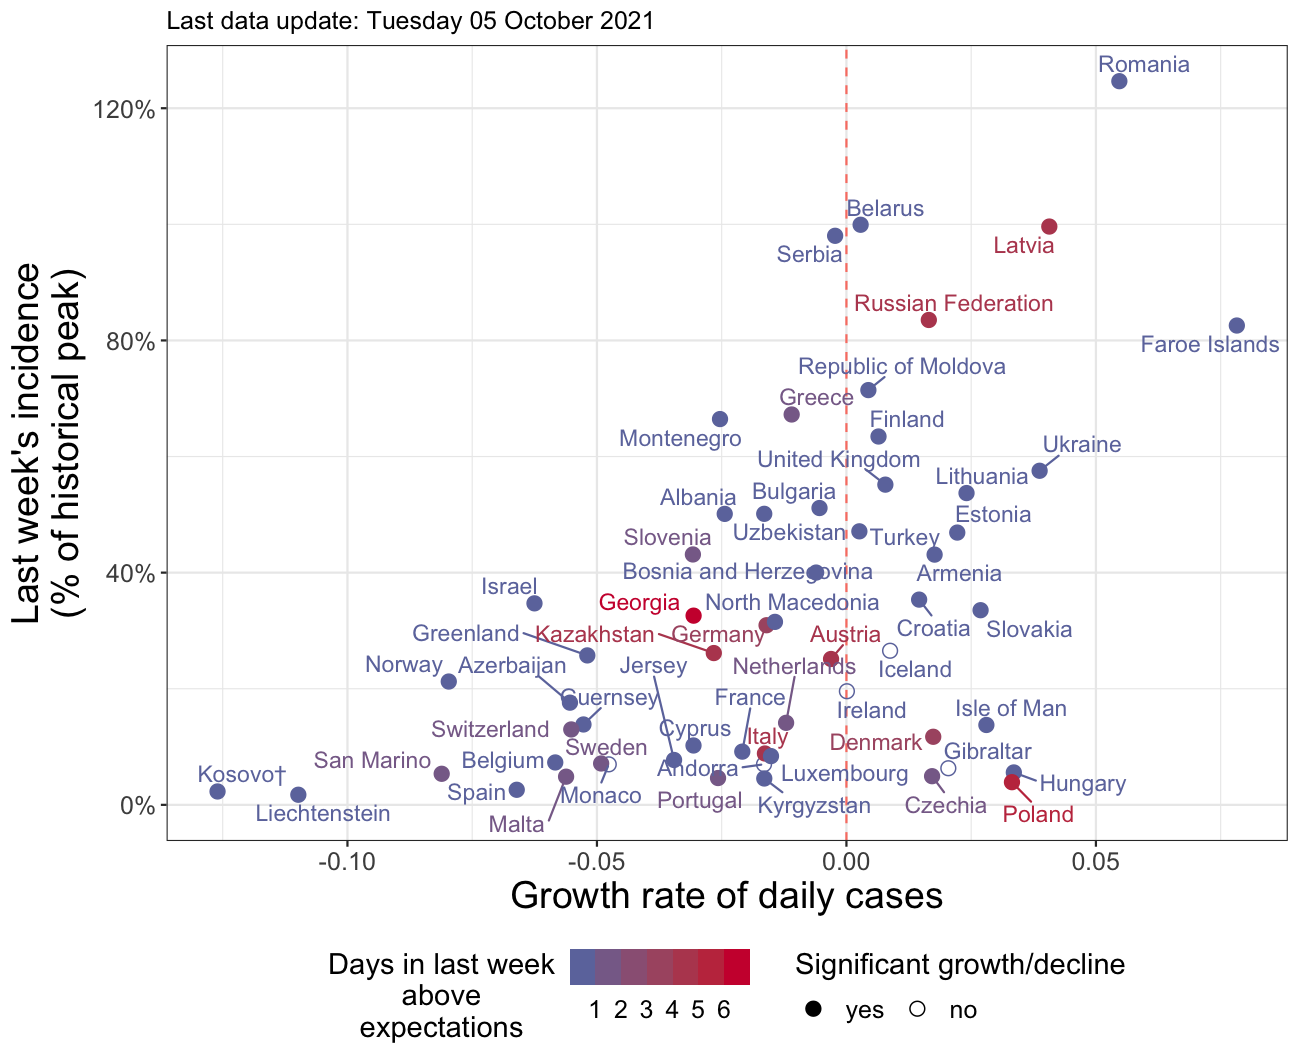 Last data update: Tuesday 05 October 2021
Romania
120%
Belarus
Serbia
Latvia
Russian Federation
80%
Faroe Islands
Republic of Moldova
Greece
Finland
Montenegro
Ukraine
United Kingdom
Lithuania
Albania
Bulgaria
Estonia
Slovenia
Uzbekistan
Turkey
40%
Bosnia and Herzegovina
Armenia
Israel
Georgia
North Macedonia
Greenland
Kazakhstan
Germany
Austria
Croatia
Slovakia
Norway
Azerbaijan
Jersey
Netherlands
Iceland
Guernsey
France
Ireland
Isle of Man
Switzerland
Cyprus
Italy
Denmark
San Marino
Belgium
Sweden
Andorra
Gibraltar
Kosovo†
Luxembourg
Hungary
Spain
Monaco
Portugal
Kyrgyzstan
Czechia
0%
Liechtenstein
Malta
Poland
Last week's incidence
(% of historical peak)
-0.10
-0.05
0.00
0.05
Growth rate of daily cases
Days in last week
above
expectations
1 2 3 4 5 6
Significant growth/decline
yes
no